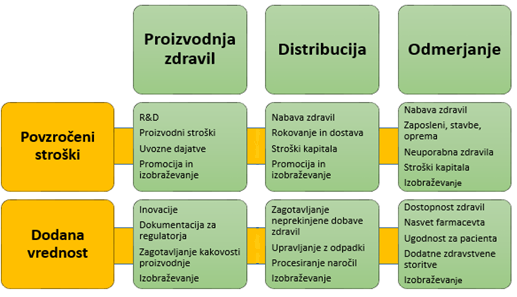 Proizvodnja
zdravil
Distribucija
Odmerjanje
Povzročeni
stroški
R&D
Proizvodni stroški
Uvozne dajatve
Promocija in
izobraževanje
Nabava zdravil
Rokovanje in dostava
Stroški kapitala
Promocija in
izobraževanje
Nabava zdravil
Zaposleni, stavbe,
oprema
Neuporabna zdravila
Stroški kapitala
Izobraževanje
Dodana
vrednost
Inovacije
Dokumentacija za
regulatorja
Zagotavljanje kakovosti
proizvodnje
Izobraževanje
Zagotavljanje
neprekinjene dobave
zdravil
Upravljanje z odpadki
Procesiranje naročil
Izobraževanje
Dostopnost zdravil
Nasvet farmacevta
Ugodnost za pacienta
Dodatne zdravstvene
storitve
Izobraževanje